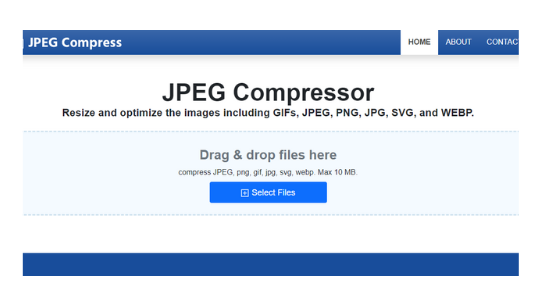 JPEG Compress
HOME ABOUT CONTAC
JPEG Compressor
Resize and optimize the images including GIFs, JPEG, PNG, JPG, SVG, and WEBP.
Drag & drop files here
compress JPEG, png, gif, jpg, svg, webp. Max 10 MB.
Select Files